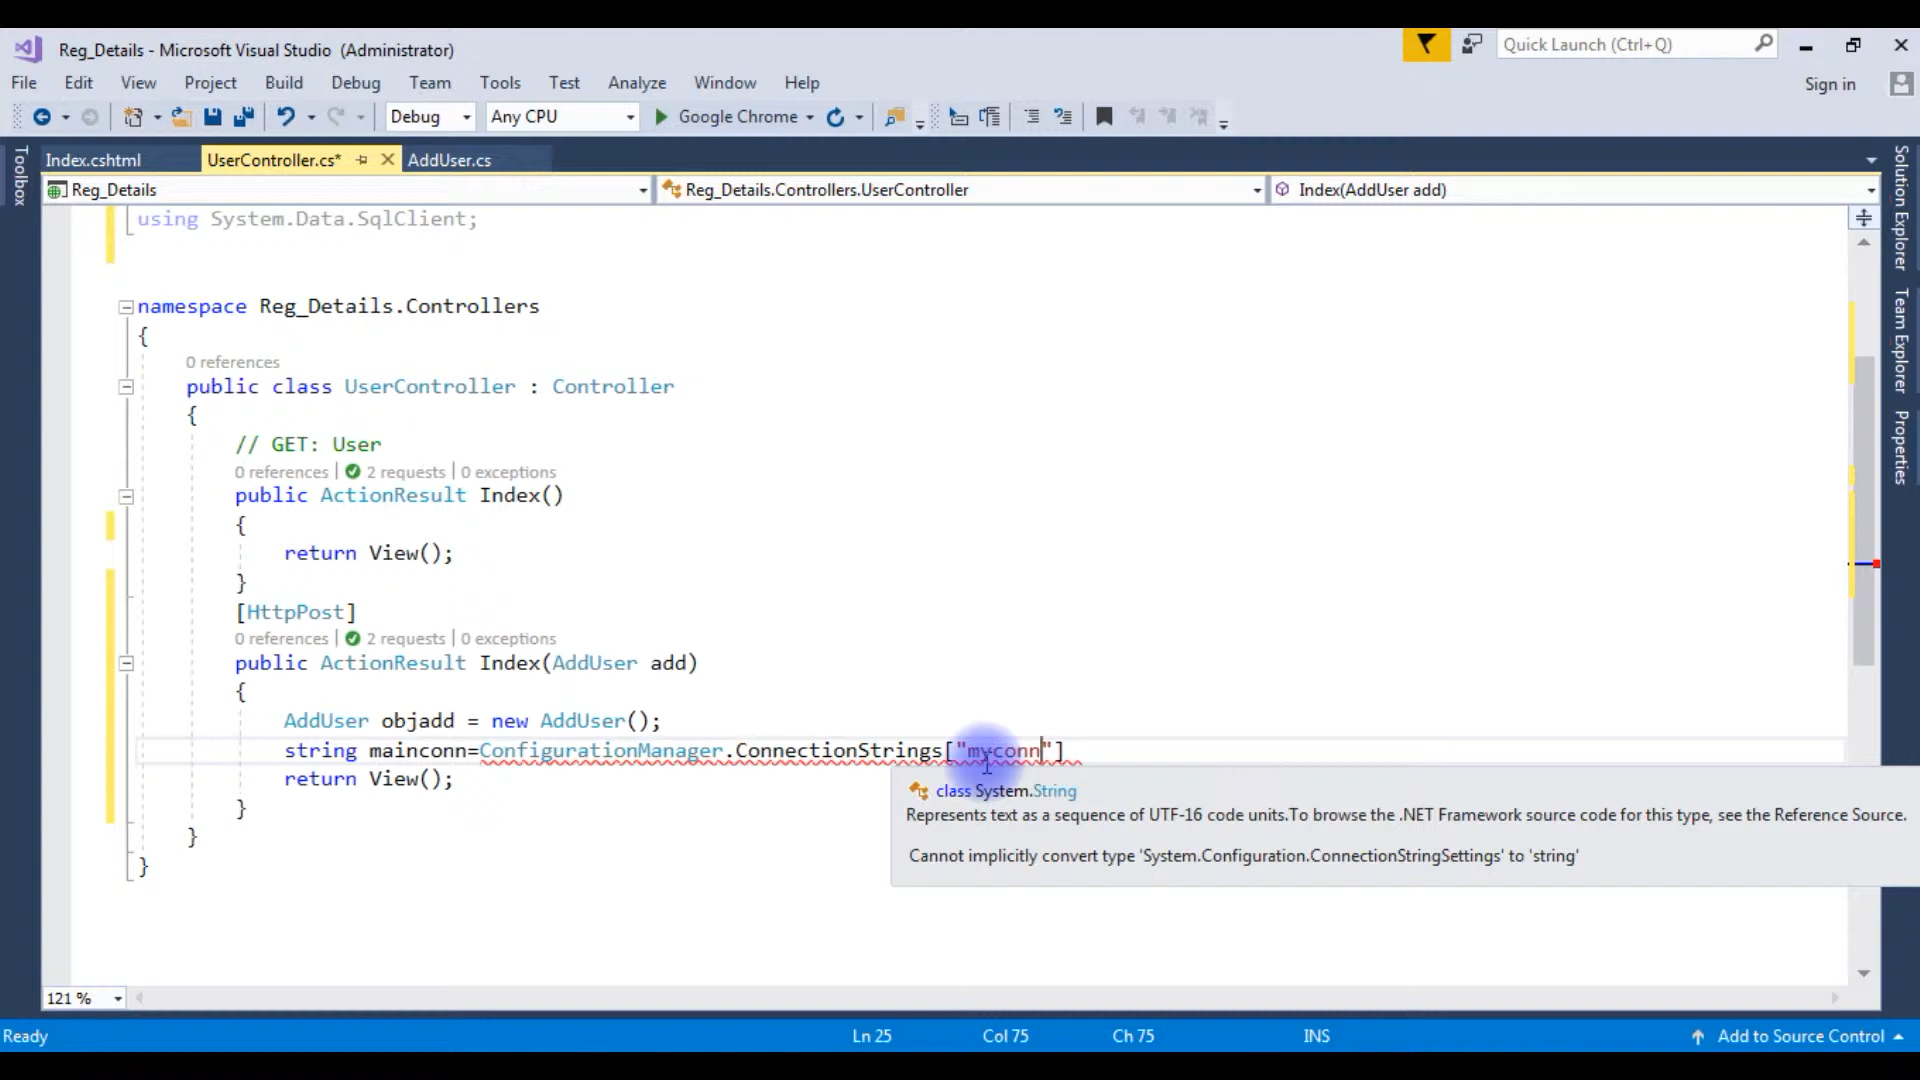 Reg_Details - Microsoft Visual Studio (Administrator)
Quick Launch (Ctrl+Q)
File Edit View Project Build Debug Team Tools Test Analyze Window Help
Sign in
Debug Any CPU Google Chrome
Toolbox
Index.cshtml UserController.cs* AddUser.cs
Reg_Details Reg_Details.Controllers.UserController Index(AddUser add)
using System.Data.SqlClient;
namespace Reg_Details.Controllers
{
0 references
public class UserController : Controller
{
// GET: User
0 references | 2 requests | 0 exceptions
public ActionResult Index()
{
return View();
}
[HttpPost]
0 references | 2 requests | 0 exceptions
public ActionResult Index(AddUser add)
{
AddUser objadd = new AddUser();
string mainconn=ConfigurationManager.ConnectionStrings["myconn"]
return View();
}
}
}
class System.String
Represents text as a sequence of UTF-16 code units.To browse the .NET Framework source code for this type, see the Reference Source.
Cannot implicitly convert type 'System.Configuration.ConnectionStringSettings' to 'string'
Solution Explorer
Team Explorer
Properties
121 %
Ready Ln 25 Col 75 Ch 75 INS Add to Source Control